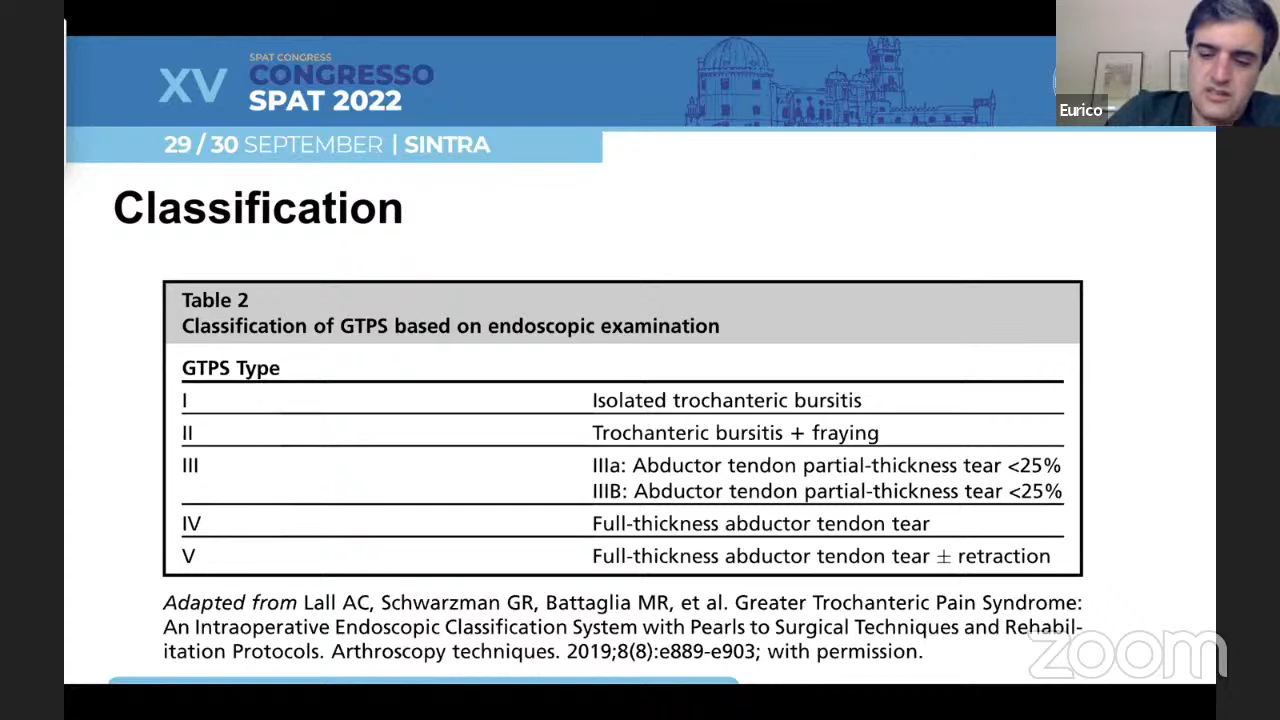 SPAT CONGRESS
XV CONGRESSO
SPAT 2022
29 / 30 SEPTEMBER | SINTRA
Eurico
Classification
Table 2
Classification of GTPS based on endoscopic examination
GTPS Type
I Isolated trochanteric bursitis
II Trochanteric bursitis + fraying
III IIIa: Abductor tendon partial-thickness tear <25%
IIIB: Abductor tendon partial-thickness tear <25%
IV Full-thickness abductor tendon tear
V Full-thickness abductor tendon tear ± retraction
Adapted from Lall AC, Schwarzman GR, Battaglia MR, et al. Greater Trochanteric Pain Syndrome:
An Intraoperative Endoscopic Classification System with Pearls to Surgical Techniques and Rehabil-
itation Protocols. Arthroscopy techniques. 2019;8(8):e889-e903; with permission.
zoom